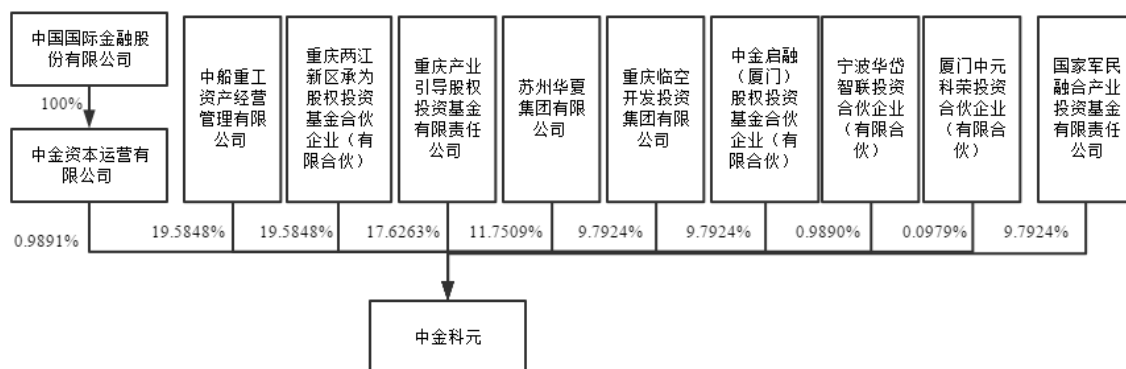 中国国际金融股
份有限公司
100%
中金资本运营有
限公司
中船重工
资产经营
管理有限
公司
重庆两江
新区承为
股权投资
基金合伙
企业（有
限合伙）
重庆产业
引导股权
投资基金
有限责任
公司
苏州华夏
集团有限
公司
重庆临空
开发投资
集团有限
公司
中金启融
（厦门）
股权投资
基金合伙
企业（有
限合伙）
宁波华岱
智联投资
合伙企业
（有限合
伙）
厦门中元
科荣投资
合伙企业
（有限合
伙）
国家军民
融合产业
投资基金
有限责任
公司
0.9891%
19.5848%
19.5848%
17.6263%
11.7509%
9.7924%
9.7924%
0.9890%
0.0979%
9.7924%
中金科元